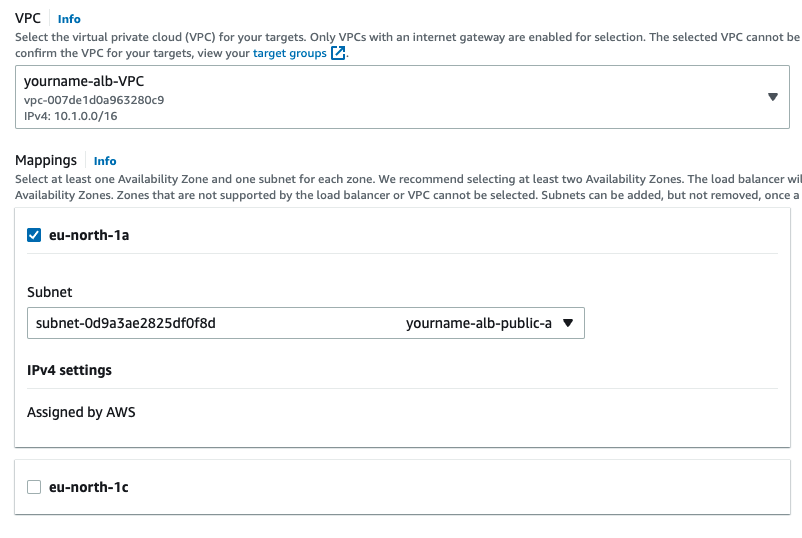 VPC Info
Select the virtual private cloud (VPC) for your targets. Only VPCs with an internet gateway are enabled for selection. The selected VPC cannot be
confirm the VPC for your targets, view your target groups.
yourname-alb-VPC
vpc-007de1d0a963280c9
IPv4: 10.1.0.0/16
Mappings Info
Select at least one Availability Zone and one subnet for each zone. We recommend selecting at least two Availability Zones. The load balancer wil
Availability Zones. Zones that are not supported by the load balancer or VPC cannot be selected. Subnets can be added, but not removed, once a
eu-north-1a
Subnet
subnet-0d9a3ae2825df0f8d yourname-alb-public-a
IPv4 settings
Assigned by AWS
eu-north-1c